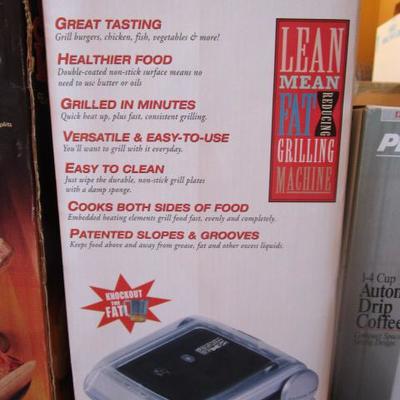 GREAT TASTING
Grill burgers, chicken, fish, vegetables & more!
HEALTHIER FOOD
Double-coated non-stick surface means no
need to use butter or oils
GRILLED IN MINUTES
Quick heat up, plus fast, consistent grilling.
VERSATILE & EASY-TO-USE
You'll want to grill with it everyday.
EASY TO CLEAN
Just wipe the durable, non-stick grill plates
with a damp sponge.
COOKS BOTH SIDES OF FOOD
Embedded heating elements grill food fast, evenly and completely.
PATENTED SLOPES & GROOVES
Keeps food above and away from grease, fat and other excess liquids.
KNOCKOUT
THE
FAT!
LEAN
MEAN
FAT
REDUCING
GRILLING
MACHINE
1-4 Cup
Drip
Coffee